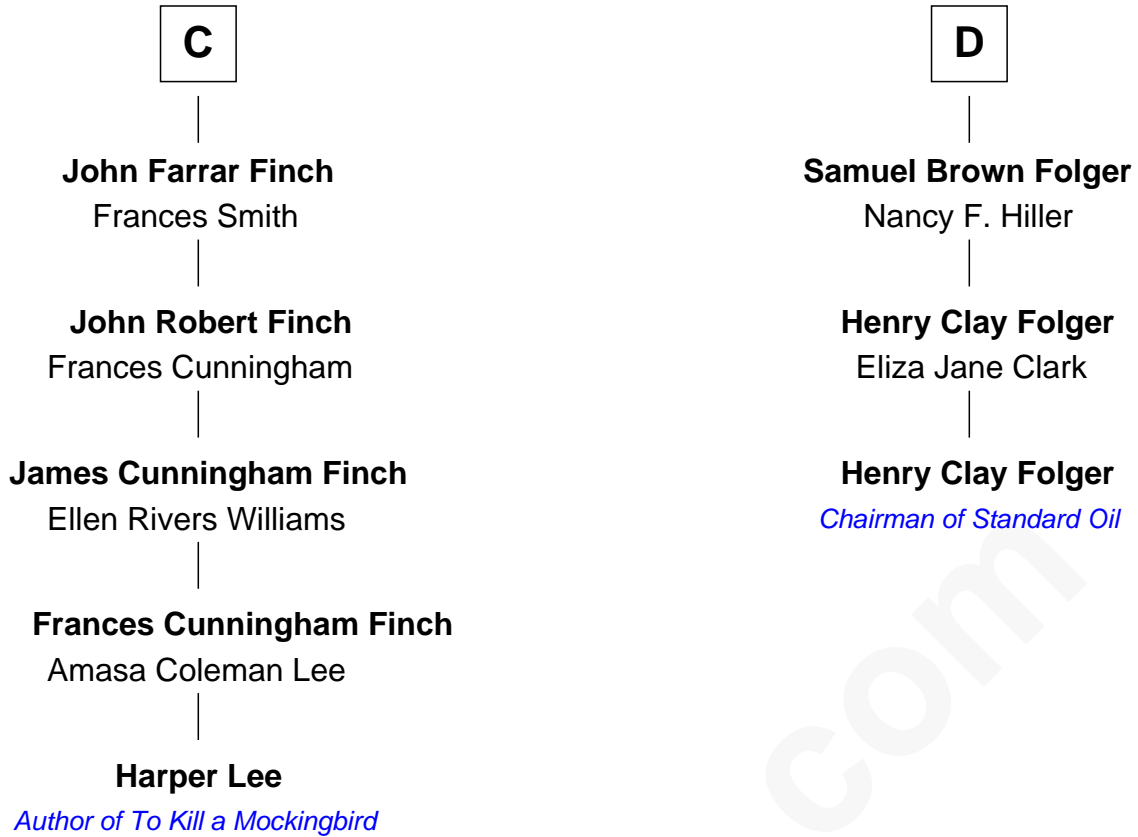 C
John Farrar Finch
Frances Smith
John Robert Finch
Frances Cunningham
James Cunningham Finch
Ellen Rivers Williams
Frances Cunningham Finch
Amasa Coleman Lee
Harper Lee
Author of To Kill a Mockingbird
D
Samuel Brown Folger
Nancy F. Hiller
Henry Clay Folger
Eliza Jane Clark
Henry Clay Folger
Chairman of Standard Oil
com